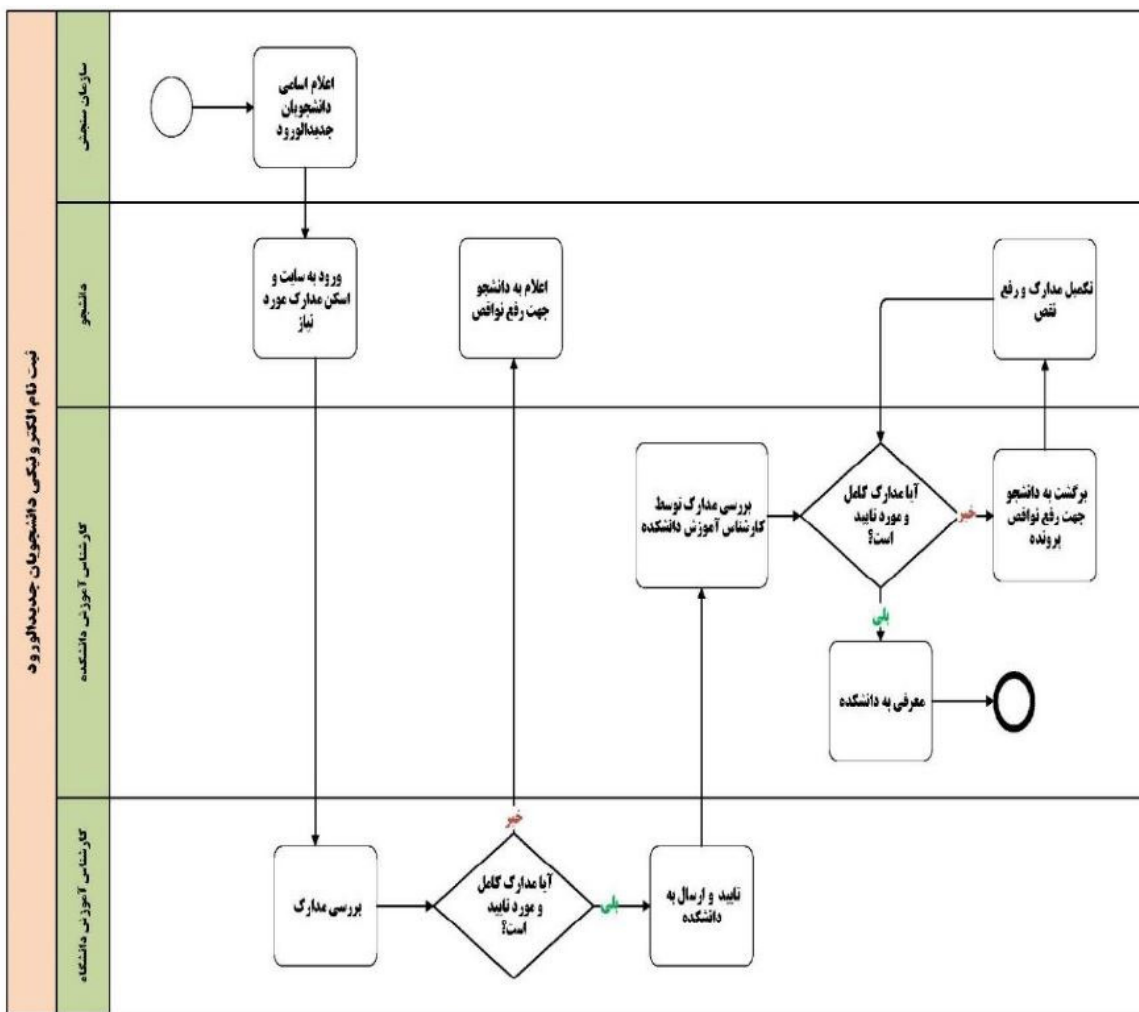 ثبت نام الکترونیکی دانشجویان جدیدالورود
سازمان سنجش
اعلام اسامی
دانشجویان
جدیدالورود
دانشجو
ورود به سایت و
اسکن مدارک مورد
نیاز
اعلام به دانشجو
جهت رفع نواقص
تکمیل مدارک و رفع
نقص
کارشناس آموزش دانشکده
بررسی مدارک توسط
کارشناس آموزش دانشکده
آیا مدارک کامل
و مورد تایید
است؟
خیر
برگشت به دانشجو
جهت رفع نواقص
پرونده
بلی
معرفی به دانشکده
کارشناس آموزش دانشگاه
بررسی مدارک
خیر
آیا مدارک کامل
و مورد تایید
است؟
بلی
تایید و ارسال به
دانشکده